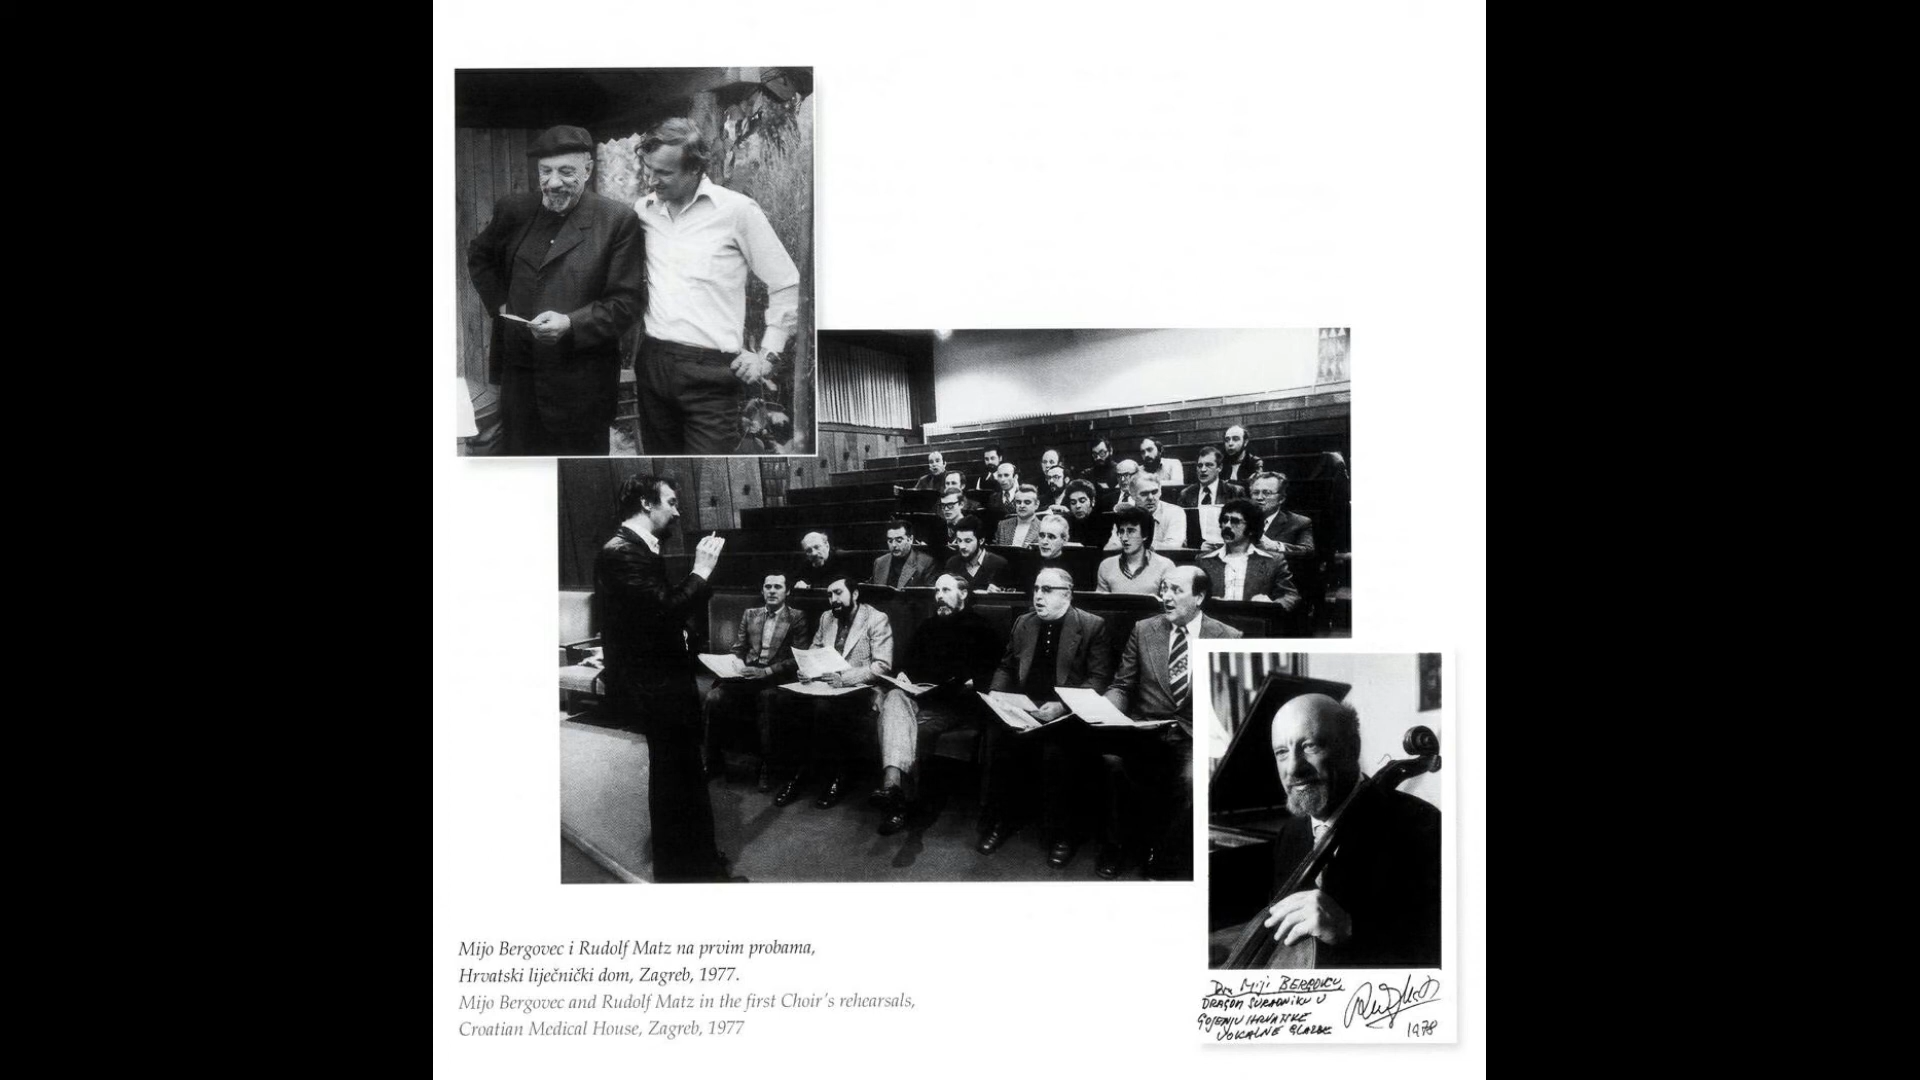 Mijo Bergovec i Rudolf Matz na prvim probama,
Hrvatski liječnički dom, Zagreb, 1977.
Mijo Bergovec and Rudolf Matz in the first Choir's rehearsals,
Croatian Medical House, Zagreb, 1977
Dru Miji BERGOVCU,
DRAGOM SURADNIKU U
GOJENJU HRVATSKE
VOKALNE GLAZBE
1978